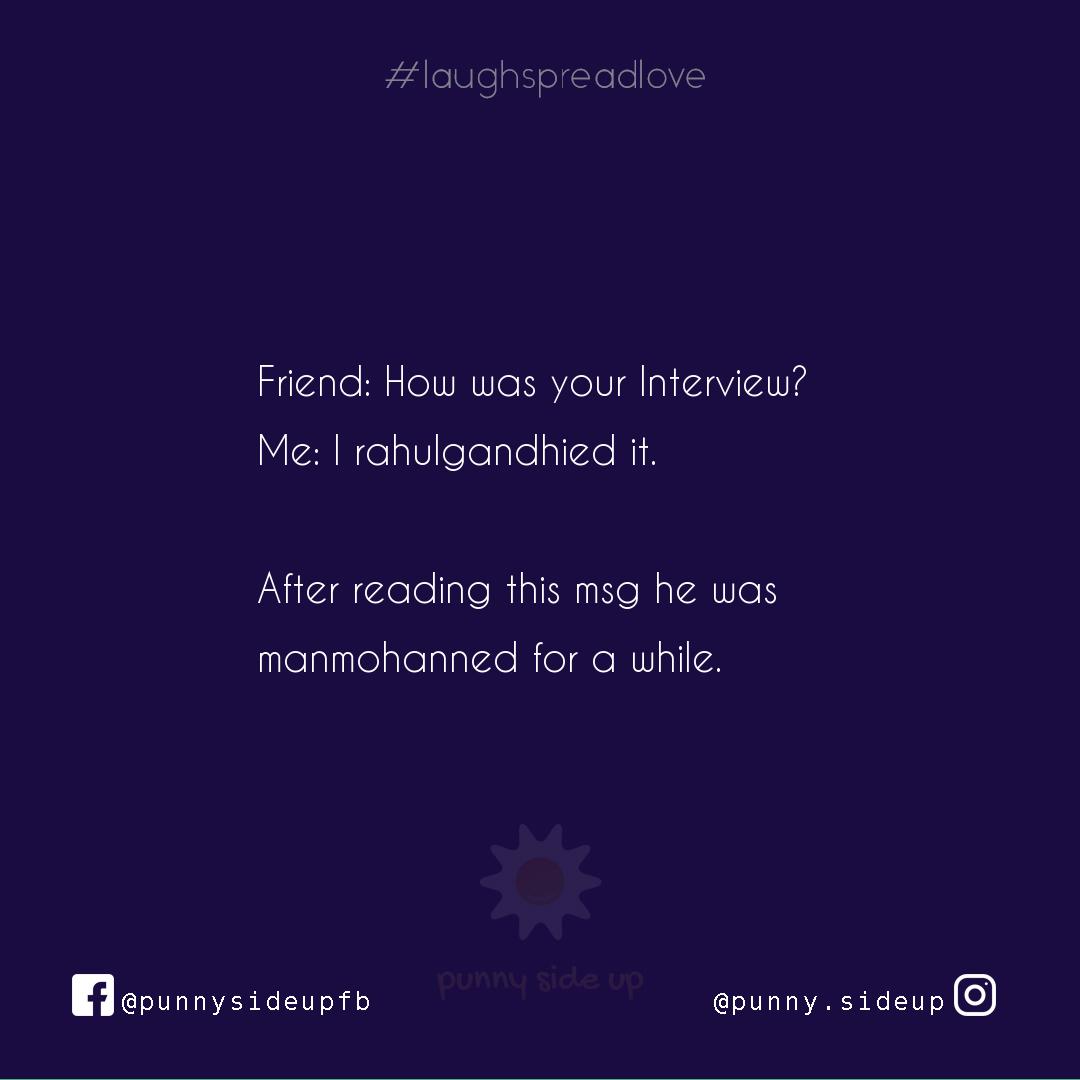 #laughspreadlove
Friend: How was your Interview?
Me: I rahulgandhied it.
After reading this msg he was
manmohanned for a while.
punny side up
@punnysideupfb
@punny.sideup